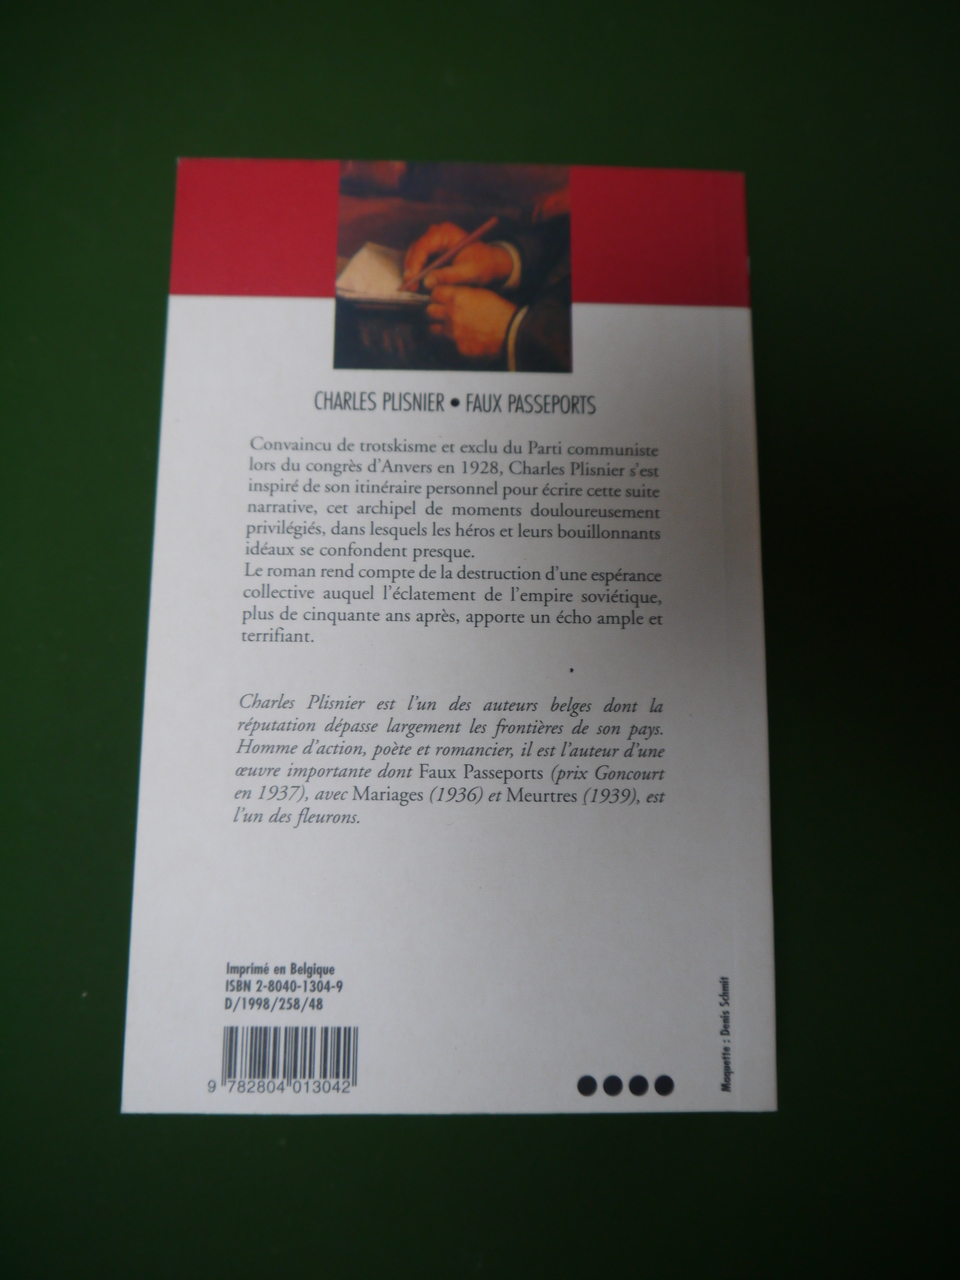 CHARLES PLISNIER • FAUX PASSEPORTS
Convaincu de trotskisme et exclu du Parti communiste
lors du congrès d'Anvers en 1928, Charles Plisnier s'est
inspiré de son itinéraire personnel pour écrire cette suite
narrative, cet archipel de moments douloureusement
privilégiés, dans lesquels les héros et leurs bouillonnants
idéaux se confondent presque.
Le roman rend compte de la destruction d'une espérance
collective auquel l'éclatement de l'empire soviétique,
plus de cinquante ans après, apporte un écho ample et
terrifiant.
Charles Plisnier est l'un des auteurs belges dont la
réputation dépasse largement les frontières de son pays.
Homme d'action, poète et romancier, il est l'auteur d'une
œuvre importante dont Faux Passeports (prix Goncourt
en 1937), avec Mariages (1936) et Meurtres (1939), est
l'un des fleurons.
Imprimé en Belgique
ISBN 2-8040-1304-9
D/1998/258/48
9 782804 013042
Maquette : Denis Schmit